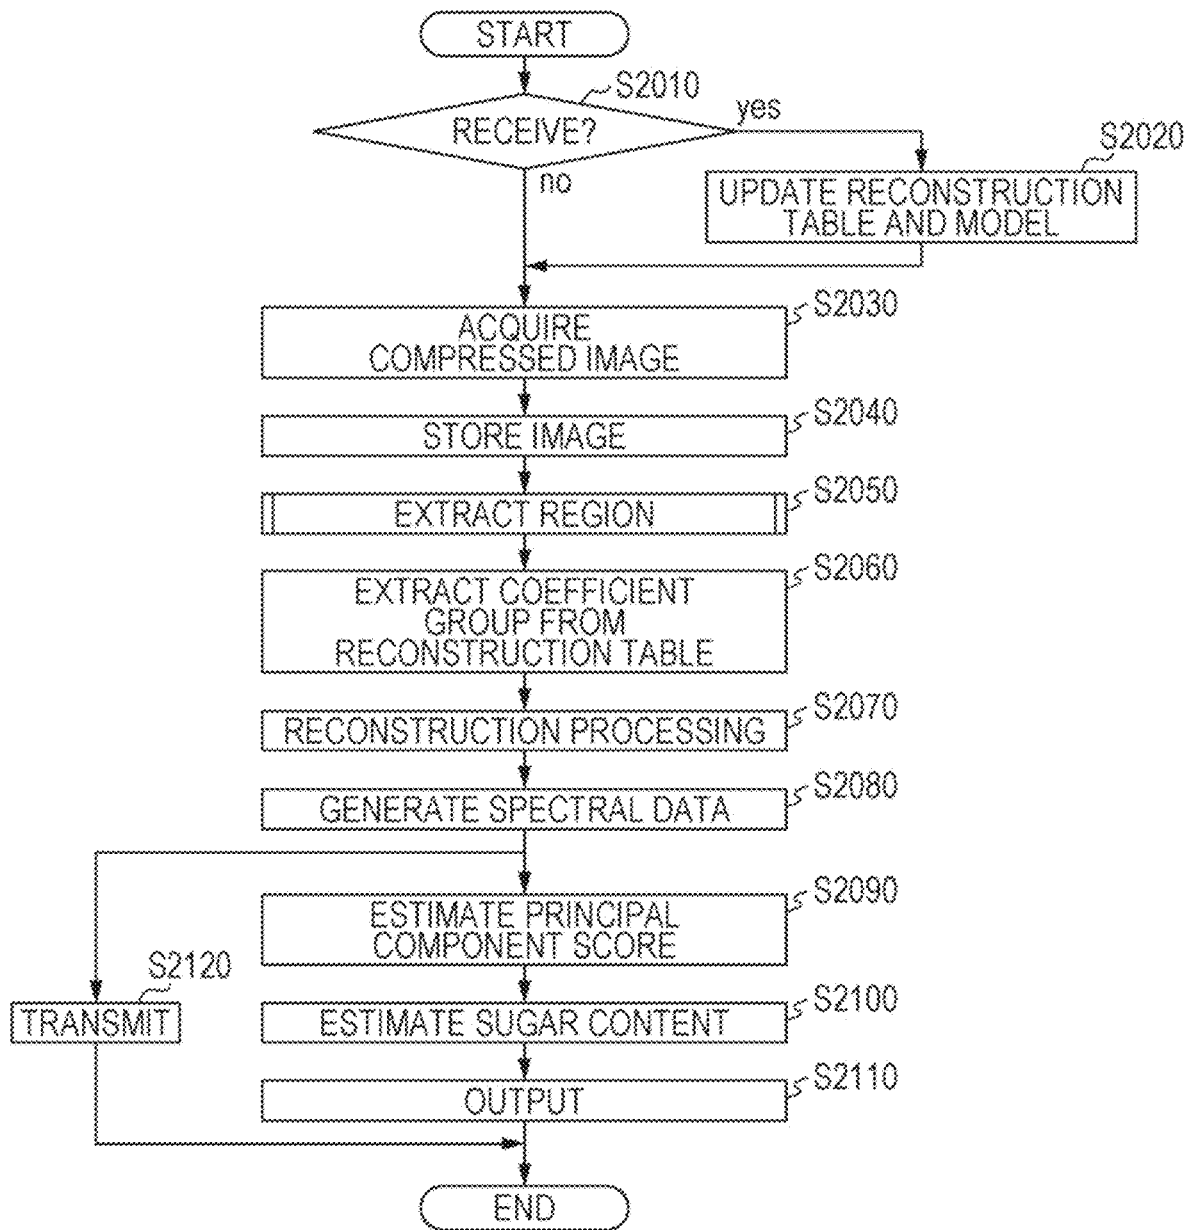 START
S2010
RECEIVE?
yes
no
S2020
UPDATE RECONSTRUCTION
TABLE AND MODEL
S2030
ACQUIRE
COMPRESSED IMAGE
S2040
STORE IMAGE
S2050
EXTRACT REGION
S2060
EXTRACT COEFFICIENT
GROUP FROM
RECONSTRUCTION TABLE
S2070
RECONSTRUCTION PROCESSING
S2080
GENERATE SPECTRAL DATA
S2090
ESTIMATE PRINCIPAL
COMPONENT SCORE
S2120
TRANSMIT
S2100
ESTIMATE SUGAR CONTENT
S2110
OUTPUT
END